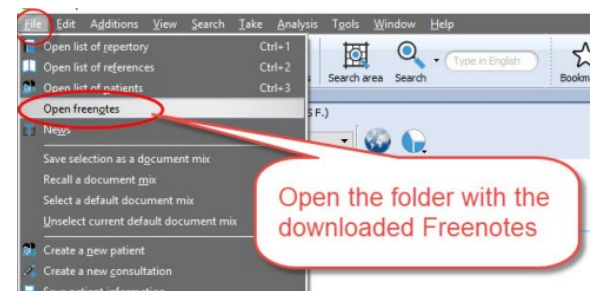 File Edit Additions View Search Take Analysis Tools Window Help
Open list of repertory Ctrl+1
Open list of references Ctrl+2
Open list of patients Ctrl+3
Open freenotes
News
Save selection as a document mix
Recall a document mix
Select a default document mix
Unselect current default document mix
Create a new patient
Create a new consultation
Save patient information
Search area Search Type in English Bookm
S F.)
Open the folder with the
downloaded Freenotes